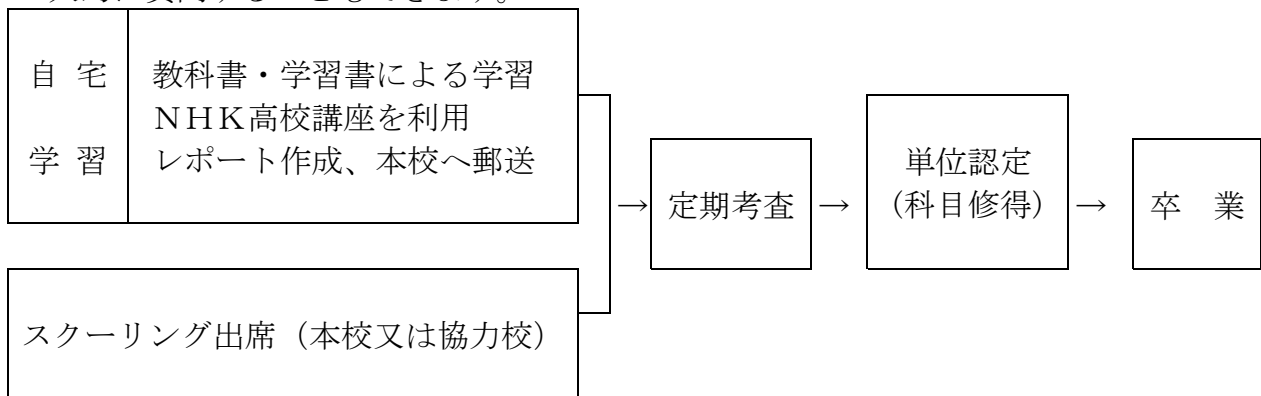 自宅
学習
教科書・学習書による学習
ＮＨＫ高校講座を利用
レポート作成、本校へ郵送
スクーリング出席（本校又は協力校）
→
定期考査
→
単位認定
（科目修得）
→
卒　業